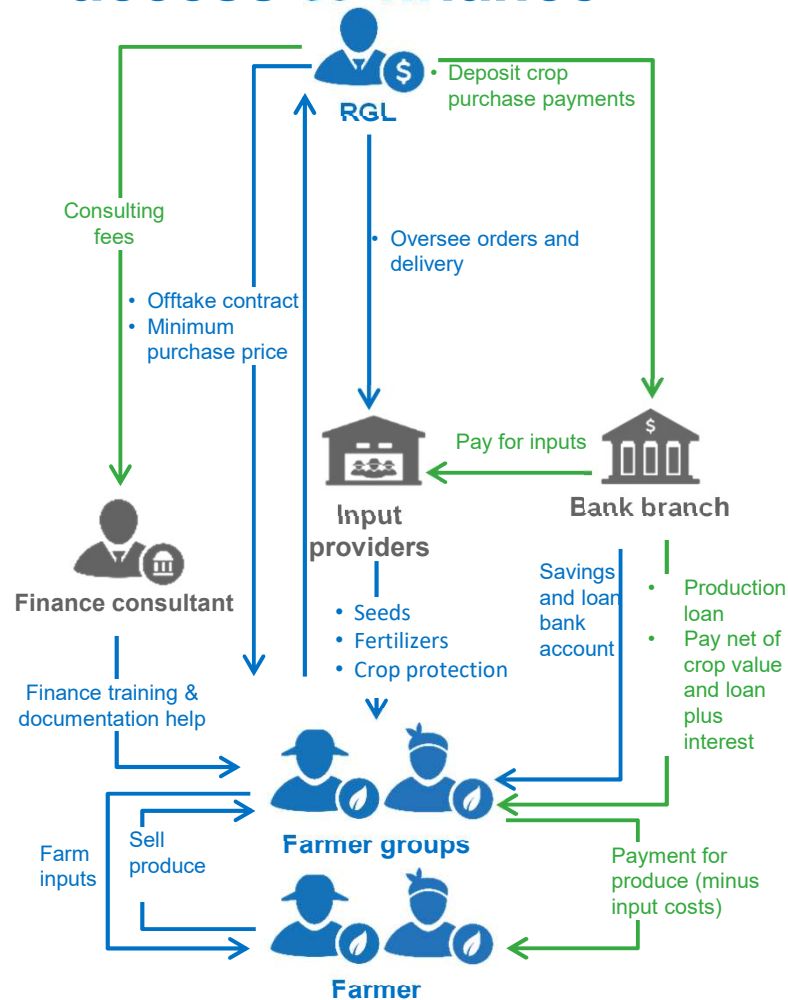 access to finance
$
• Deposit crop
purchase payments
RGL
Consulting
fees
• Oversee orders and
delivery
• Offtake contract
• Minimum
purchase price
$
Pay for inputs
Input
providers
Bank branch
Finance consultant
Savings
and loan
bank
account
• Production
loan
• Pay net of
crop value
and loan
plus
interest
• Seeds
• Fertilizers
• Crop protection
Finance training &
documentation help
Farmer groups
Farm
inputs
Sell
produce
Payment for
produce (minus
input costs)
Farmer